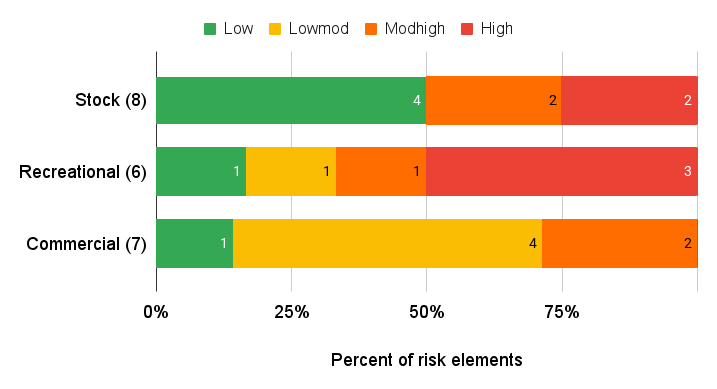 Low Lowmod Modhigh High
Stock (8) 4 2 2
Recreational (6) 1 1 1 3
Commercial (7) 1 4 2
0% 25% 50% 75%
Percent of risk elements